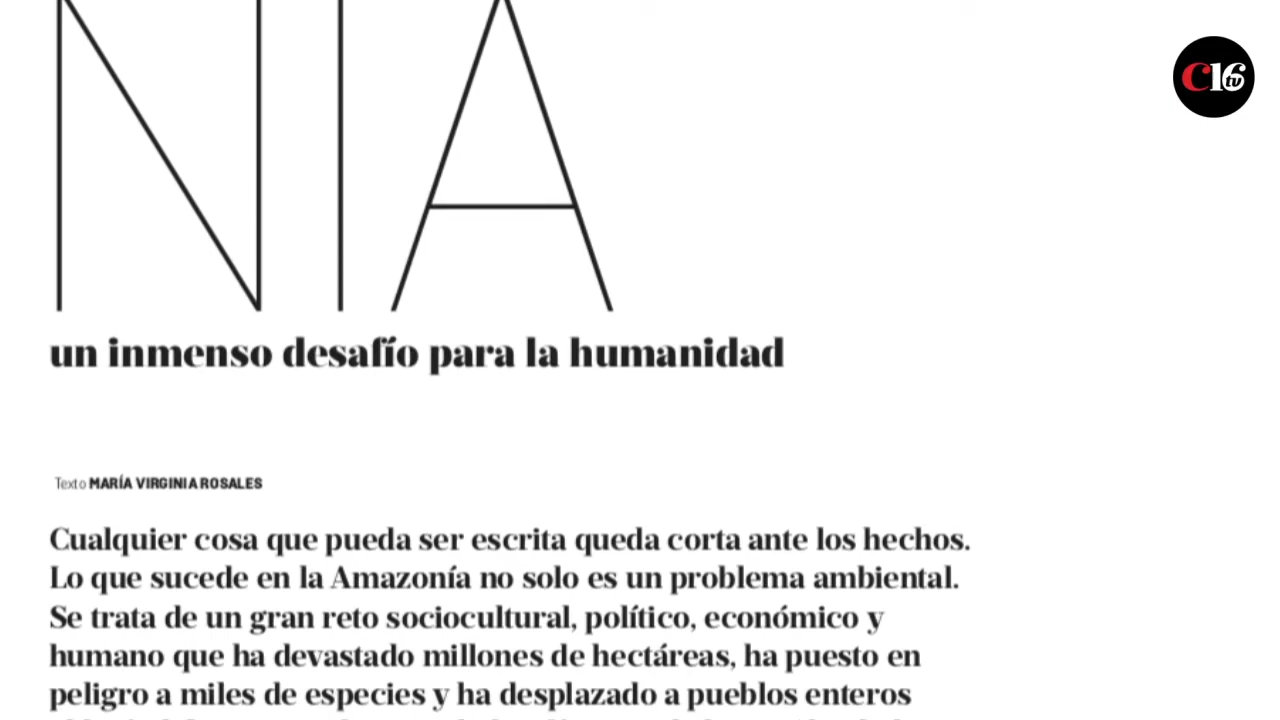 NIA
C16
tv
un inmenso desafío para la humanidad
Texto MARÍA VIRGINIA ROSALES
Cualquier cosa que pueda ser escrita queda corta ante los hechos.
Lo que sucede en la Amazonía no solo es un problema ambiental.
Se trata de un gran reto sociocultural, político, económico y
humano que ha devastado millones de hectáreas, ha puesto en
peligro a miles de especies y ha desplazado a pueblos enteros